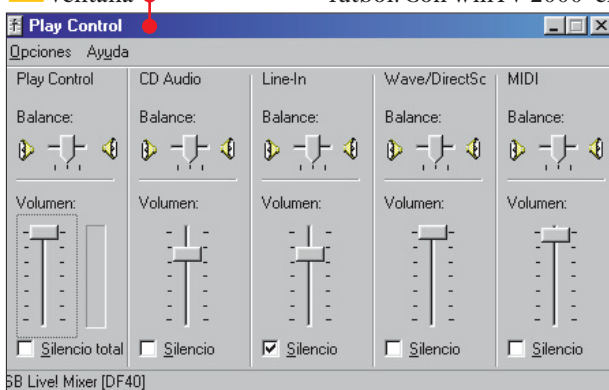 Ventana
fútbol. Con WinTV 2000 el
Play Control
Opciones Ayuda
Play Control CD Audio Line-In Wave/DirectSc MIDI
Balance: Balance: Balance: Balance: Balance:
Volumen: Volumen: Volumen: Volumen: Volumen:
Silencio total Silencio Silencio Silencio Silencio
SB Live! Mixer [DF40]